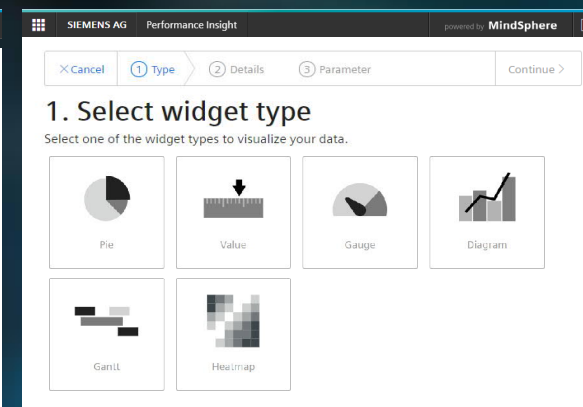 SIEMENS AG Performance Insight powered by MindSphere
×Cancel 1 Type 2 Details 3 Parameter Continue >
1. Select widget type
Select one of the widget types to visualize your data.
Pie Value Gauge Diagram
Gantt Heatmap